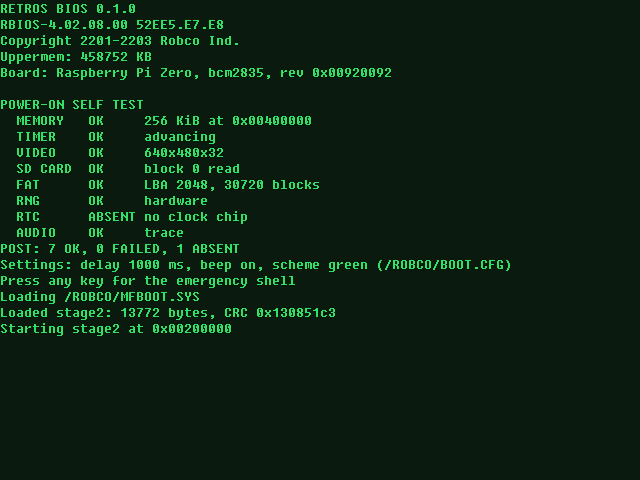 RETROS BIOS 0.1.0
RBIOS-4.02.08.00 52EE5.E7.E8
Copyright 2201-2203 Robco Ind.
Uppermem: 458752 KB
Board: Raspberry Pi Zero, bcm2835, rev 0x00920092
POWER-ON SELF TEST
MEMORY OK 256 KiB at 0x00400000
TIMER OK advancing
VIDEO OK 640x480x32
SD CARD OK block 0 read
FAT OK LBA 2048, 30720 blocks
RNG OK hardware
RTC ABSENT no clock chip
AUDIO OK trace
POST: 7 OK, 0 FAILED, 1 ABSENT
Settings: delay 1000 ms, beep on, scheme green (/ROBCO/BOOT.CFG)
Press any key for the emergency shell
Loading /ROBCO/MFBOOT.SYS
Loaded stage2: 13772 bytes, CRC 0x130851c3
Starting stage2 at 0x00200000